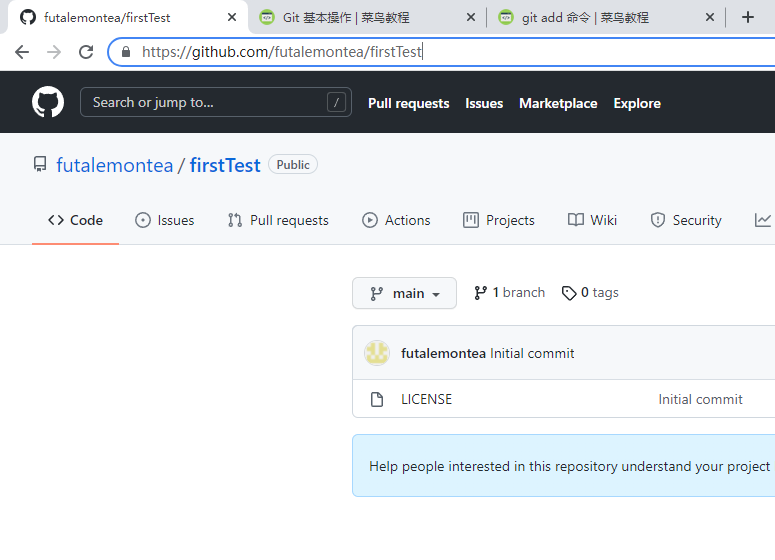 futalemontea/firstTest
Git 基本操作 | 菜鸟教程
git add 命令 | 菜鸟教程
https://github.com/futalemontea/firstTest
Search or jump to... /
Pull requests Issues Marketplace Explore
futalemontea / firstTest Public
Code Issues Pull requests Actions Projects Wiki Security
main 1 branch 0 tags
futalemontea Initial commit
LICENSE Initial commit
Help people interested in this repository understand your project